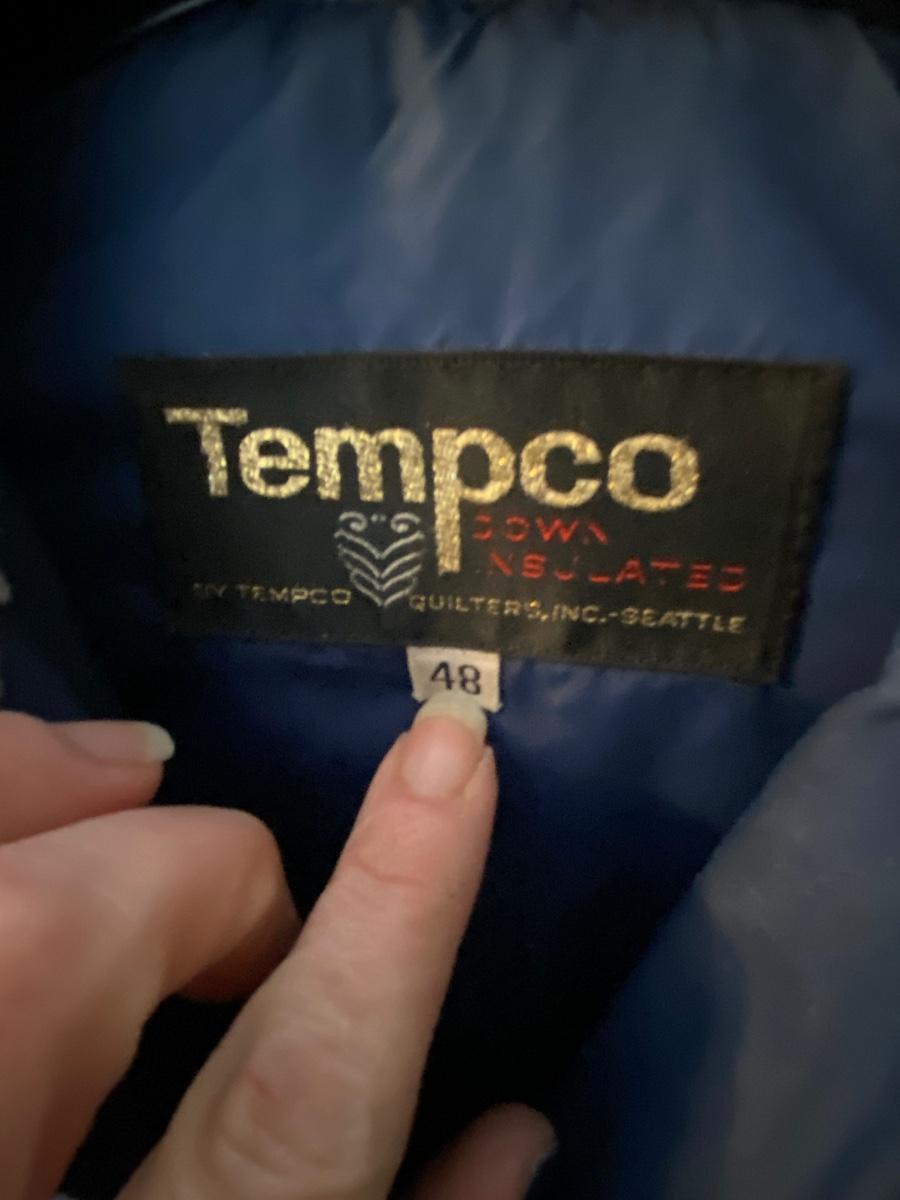 Tempco
DOWN
INSULATED
BY TEMPCO QUILTERS, INC.-SEATTLE
48